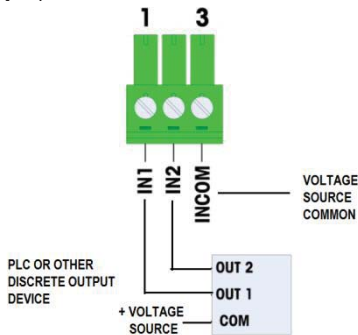 1 3
IN1
IN2
INCOM
VOLTAGE
SOURCE
COMMON
PLC OR OTHER
DISCRETE OUTPUT
DEVICE
OUT 2
OUT 1
+ VOLTAGE
SOURCE
COM